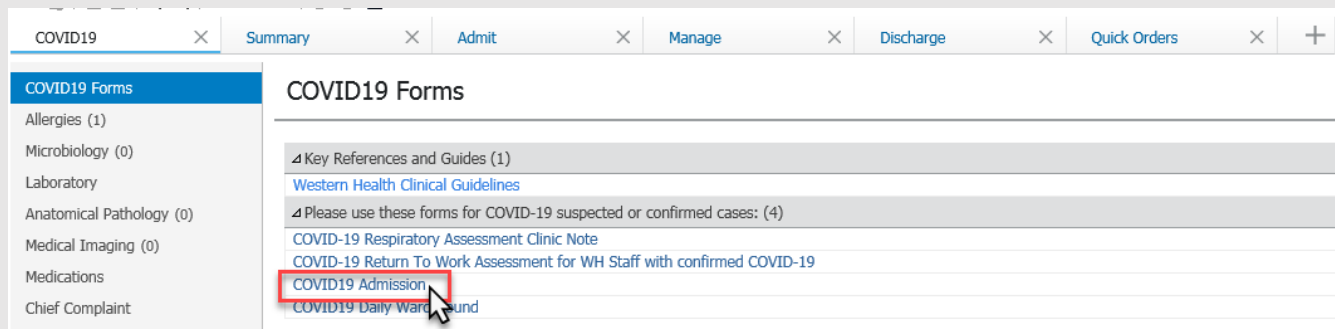 COVID19 Summary Admit Manage Discharge Quick Orders
COVID19 Forms
Allergies (1)
Microbiology (0)
Laboratory
Anatomical Pathology (0)
Medical Imaging (0)
Medications
Chief Complaint
COVID19 Forms
Key References and Guides (1)
Western Health Clinical Guidelines
Please use these forms for COVID-19 suspected or confirmed cases: (4)
COVID-19 Respiratory Assessment Clinic Note
COVID-19 Return To Work Assessment for WH Staff with confirmed COVID-19
COVID19 Admission
COVID19 Daily